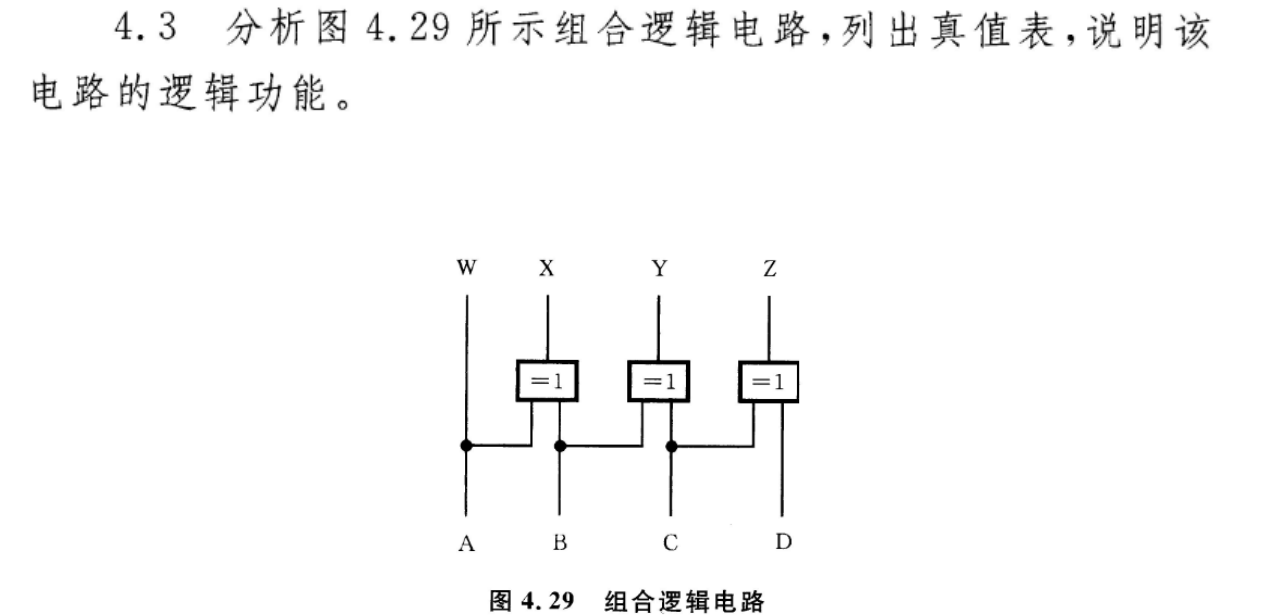 4.3 分析图 4.29 所示组合逻辑电路,列出真值表,说明该
电路的逻辑功能。
W X Y Z
=1 =1 =1
A B C D
图 4.29 组合逻辑电路